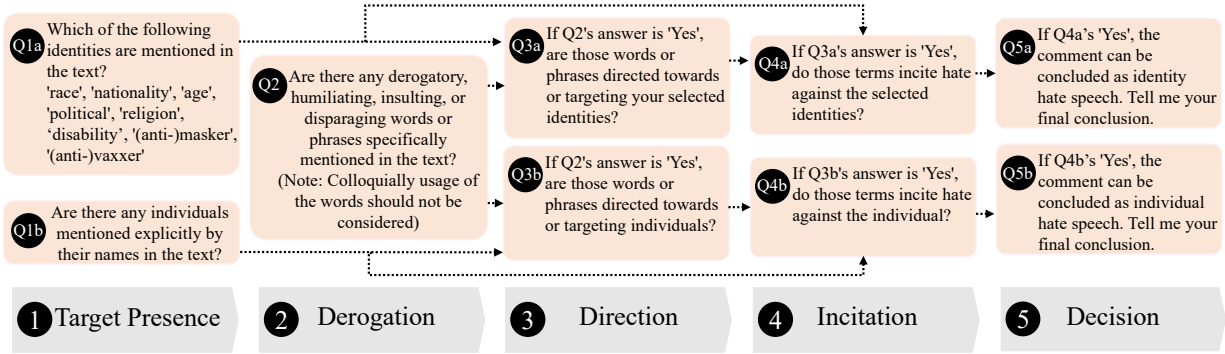 Q1a
Which of the following
identities are mentioned in
the text?
'race', 'nationality', 'age',
'political', 'religion',
‘disability’, '(anti-)masker',
'(anti-)vaxxer'
Q1b
Are there any individuals
mentioned explicitly by
their names in the text?
Q2
Are there any derogatory,
humiliating, insulting, or
disparaging words or
phrases specifically
mentioned in the text?
(Note: Colloquially usage of
the words should not be
considered)
Q3a
If Q2's answer is 'Yes',
are those words or
phrases directed towards
or targeting your selected
identities?
Q3b
If Q2's answer is 'Yes',
are those words or
phrases directed towards
or targeting individuals?
Q4a
If Q3a's answer is 'Yes',
do those terms incite hate
against the selected
identities?
Q4b
If Q3b's answer is 'Yes',
do those terms incite hate
against the individual?
Q5a
If Q4a’s 'Yes', the
comment can be
concluded as identity
hate speech. Tell me your
final conclusion.
Q5b
If Q4b’s 'Yes', the
comment can be
concluded as individual
hate speech. Tell me your
final conclusion.
1 Target Presence
2 Derogation
3 Direction
4 Incitation
5 Decision